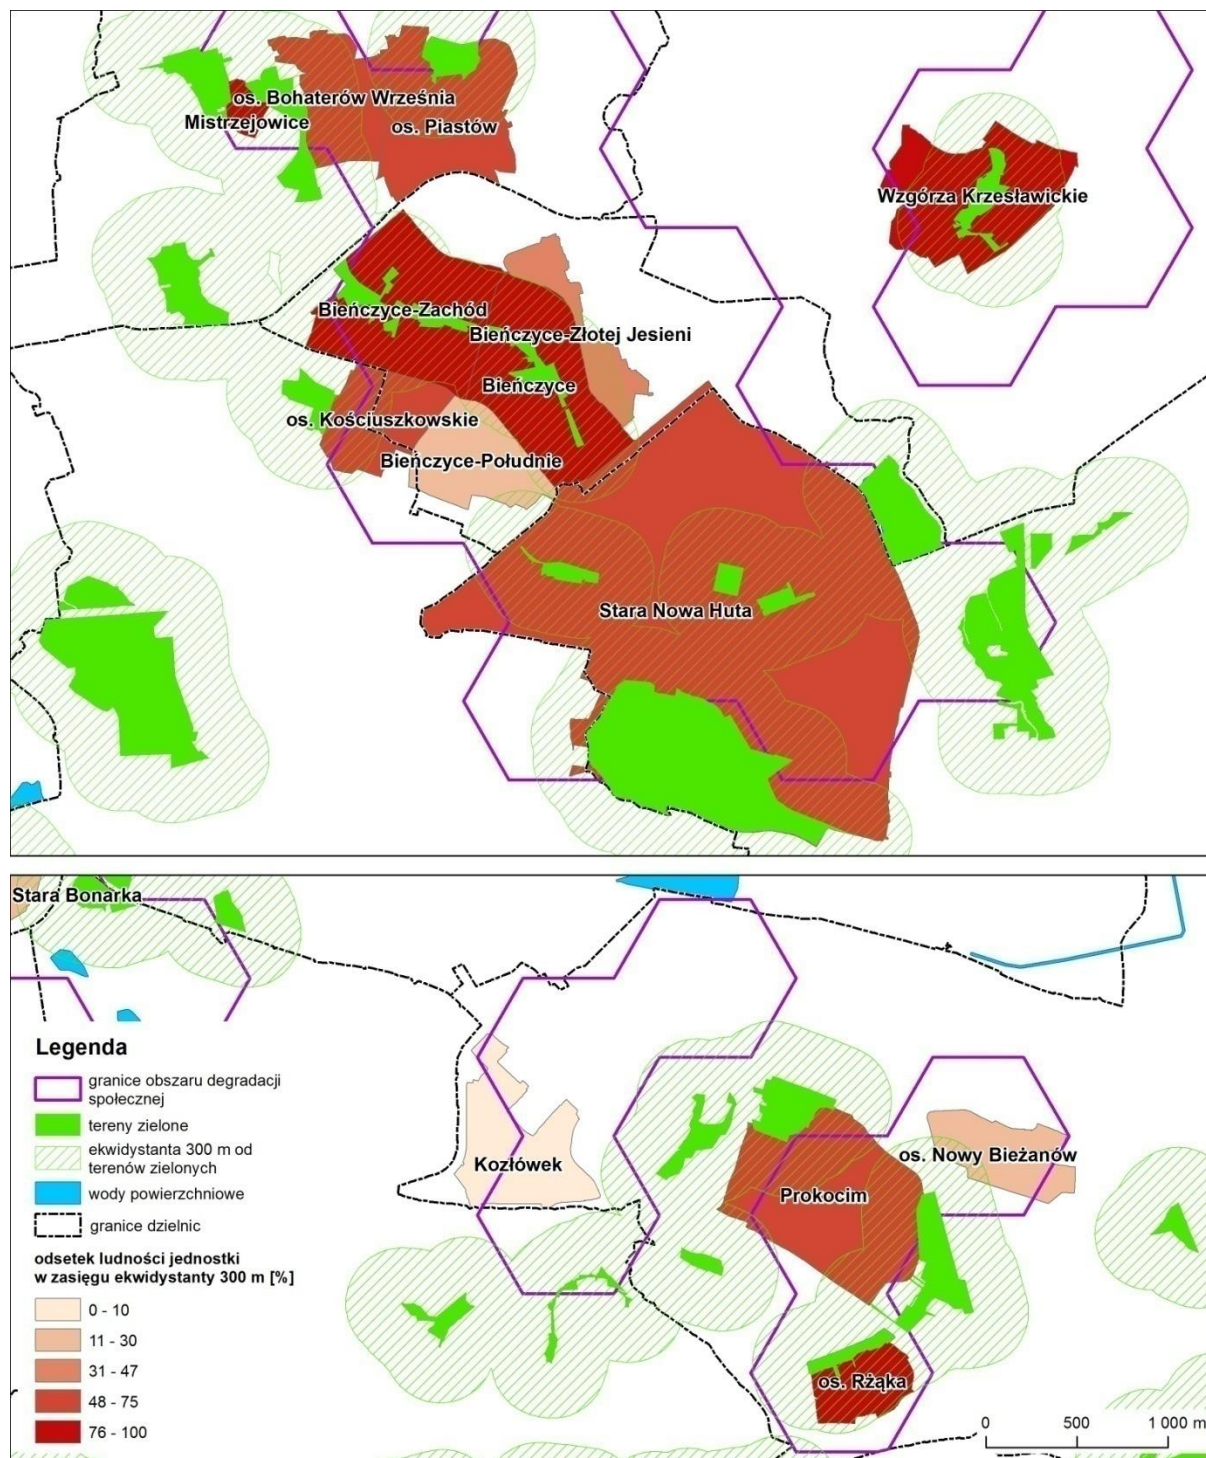 os. Bohaterów Września
Mistrzejowice
os. Piastów
Wzgórza Krzesławickie
Bieńczyce-Zachód
Bieńczyce-Złotej Jesieni
Bieńczyce
os. Kościuszkowskie
Bieńczyce-Południe
Stara Nowa Huta
Stara Bonarka
Kozłówek
os. Nowy Bieżanów
Prokocim
os. Rżąka
Legenda
granice obszaru degradacji
społecznej
tereny zielone
ekwidystanta 300 m od
terenów zielonych
wody powierzchniowe
granice dzielnic
odsetek ludności jednostki
w zasięgu ekwidystanty 300 m [%]
0 - 10
11 - 30
31 - 47
48 - 75
76 - 100
0 500 1 000 m